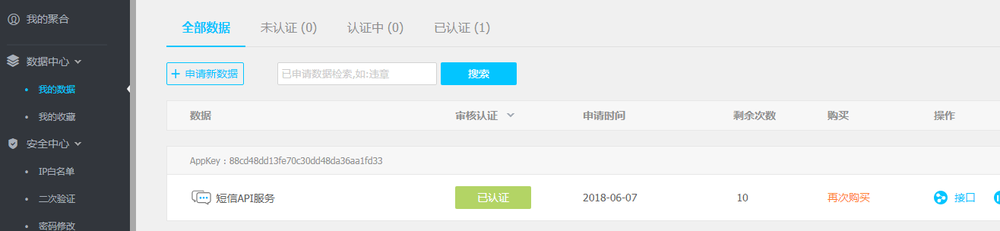 我的聚合
数据中心
我的数据
我的收藏
安全中心
IP白名单
二次验证
密码修改
全部数据 未认证 (0) 认证中 (0) 已认证 (1)
+ 申请新数据 已申请数据检索,如:违章 搜索
数据 审核认证 申请时间 剩余次数 购买 操作
AppKey : 88cd48dd13fe70c30dd48da36aa1fd33
短信API服务 已认证 2018-06-07 10 再次购买 接口